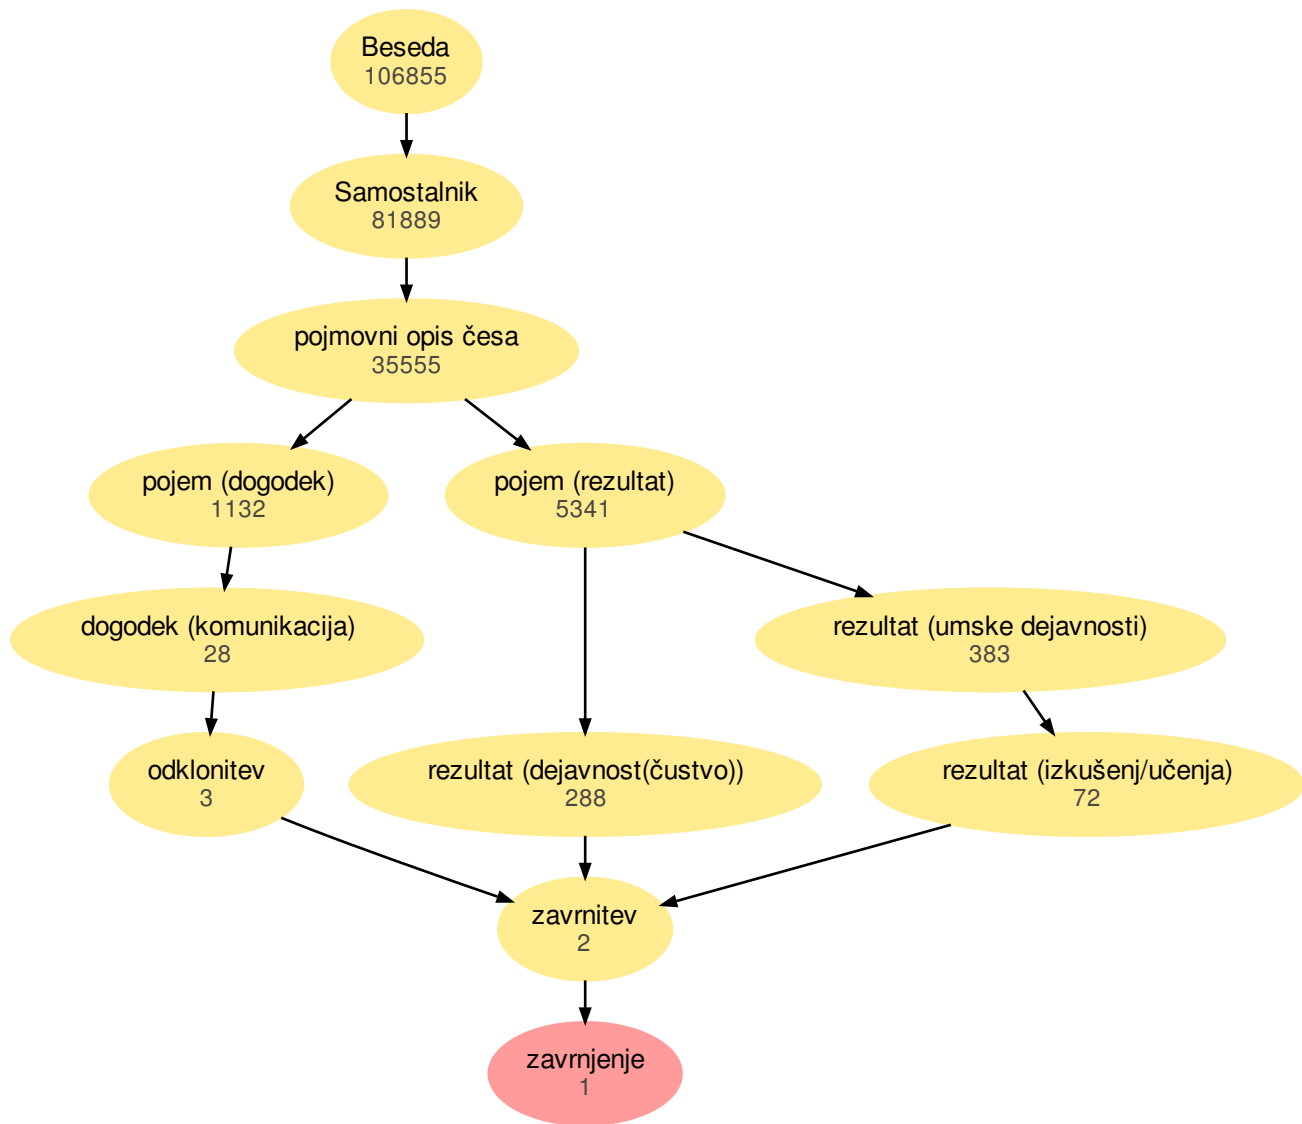 Beseda
106855
Samostalnik
81889
pojmovni opis česa
35555
pojem (dogodek)
1132
pojem (rezultat)
5341
dogodek (komunikacija)
28
rezultat (umske dejavnosti)
383
odklonitev
3
rezultat (dejavnost(čustvo))
288
rezultat (izkušenj/učenja)
72
zavrnitev
2
zavrnjenje
1